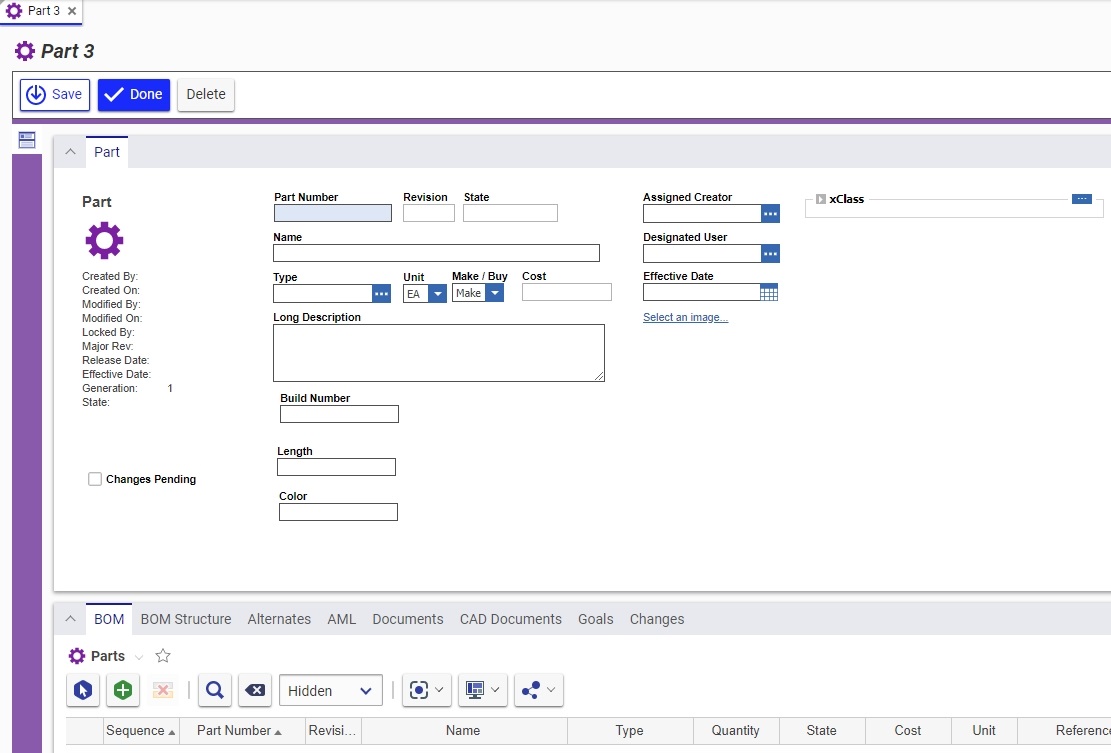 Part 3
Part 3
Save
Done
Delete
Part
Part
Created By:
Created On:
Modified By:
Modified On:
Locked By:
Major Rev:
Release Date:
Effective Date:
Generation: 1
State:
Changes Pending
Part Number Revision State
Name
Type Unit Make / Buy Cost
EA Make
Long Description
Build Number
Length
Color
Assigned Creator
Designated User
Effective Date
Select an image...
xClass
BOM BOM Structure Alternates AML Documents CAD Documents Goals Changes
Parts
Hidden
Sequence Part Number Revisi... Name Type Quantity State Cost Unit Reference